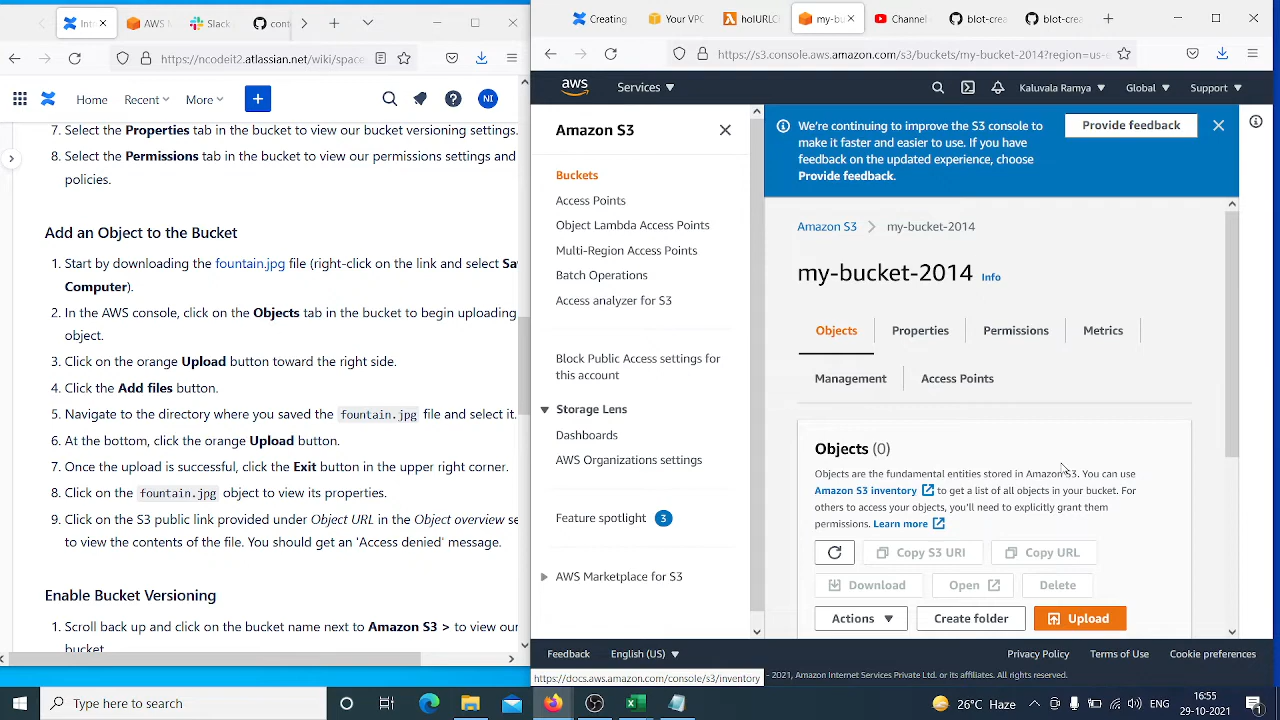 Int
AWS M
Slack
cont
https://ncodeit2.atlassian.net/wiki/space
Home
Recent
More
NI
7. Select the Properties tab in the bucket to view our bucket versioning settings.
8. Select the Permissions tab in the bucket to view our permissions settings and
policies.
Add an Object to the Bucket
1. Start by downloading the fountain.jpg file (right-click on the link and select Sa
Computer).
2. In the AWS console, click on the Objects tab in the bucket to begin uploading
object.
3. Click on the orange Upload button toward the right side.
4. Click the Add files button.
5. Navigate to the directory where you saved the fountain.jpg file and select it.
6. At the bottom, click the orange Upload button.
7. Once the upload is successful, click the Exit button in the upper right corner.
8. Click on the fountain.jpg object to view its properties.
9. Click on the S3 public link provided under Object URL in the Object overview se
to view the contents of the file. You should get an 'Access denied' message.
Enable Bucket Versioning
1. Scroll back up and click on the bucket name next to Amazon S3 > to view our
bucket
Creating
Your VPC
holURLCI
my-bu
Channel
blot-crea
blot-crea
https://s3.console.aws.amazon.com/s3/buckets/my-bucket-2014?region=us-
aws
Services
Kaluvala Ramya
Global
Support
Amazon S3
Buckets
Access Points
Object Lambda Access Points
Multi-Region Access Points
Batch Operations
Access analyzer for S3
Block Public Access settings for
this account
Storage Lens
Dashboards
AWS Organizations settings
Feature spotlight 3
AWS Marketplace for S3
We're continuing to improve the S3 console to
make it faster and easier to use. If you have
feedback on the updated experience, choose
Provide feedback.
Provide feedback
Amazon S3
my-bucket-2014
my-bucket-2014 Info
Objects
Properties
Permissions
Metrics
Management
Access Points
Objects (0)
Objects are the fundamental entities stored in Amazon S3. You can use
Amazon S3 inventory to get a list of all objects in your bucket. For
others to access your objects, you'll need to explicitly grant them
permissions. Learn more
Copy S3 URI
Copy URL
Download
Open
Delete
Actions
Create folder
Upload
Feedback
English (US)
Privacy Policy
Terms of Use
Cookie preferences
https://docs.aws.amazon.com/console/s3/inventory
- 2021, Amazon Internet Services Private Ltd. or its affiliates. All rights reserved.
Type here to search
26°C Haze
ENG
16:55
29-10-2021